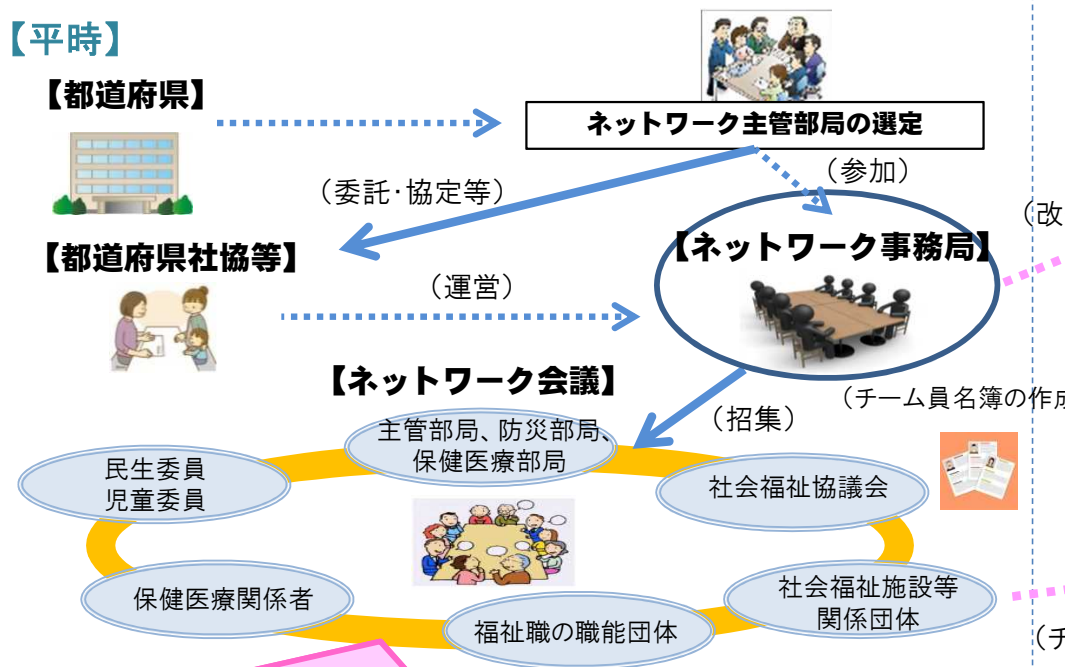 【平時】
【都道府県】
ネットワーク主管部局の選定
（委託･協定等）
（参加）
（改
【都道府県社協等】
【ネットワーク事務局】
（運営）
【ネットワーク会議】
（チーム員名簿の作成
（招集）
主管部局、防災部局、
保健医療部局
民生委員
児童委員
社会福祉協議会
保健医療関係者
社会福祉施設等
関係団体
福祉職の職能団体
（チ